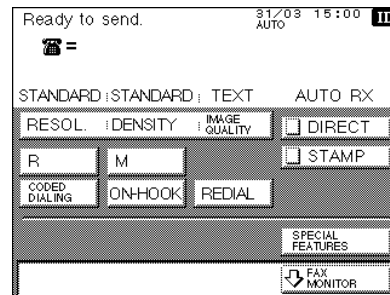 Ready to send.
31/03 15:00
AUTO
=
STANDARD STANDARD TEXT AUTO RX
RESOL. DENSITY IMAGE QUALITY DIRECT
R M STAMP
CODED DIALING ON-HOOK REDIAL
SPECIAL FEATURES
FAX MONITOR